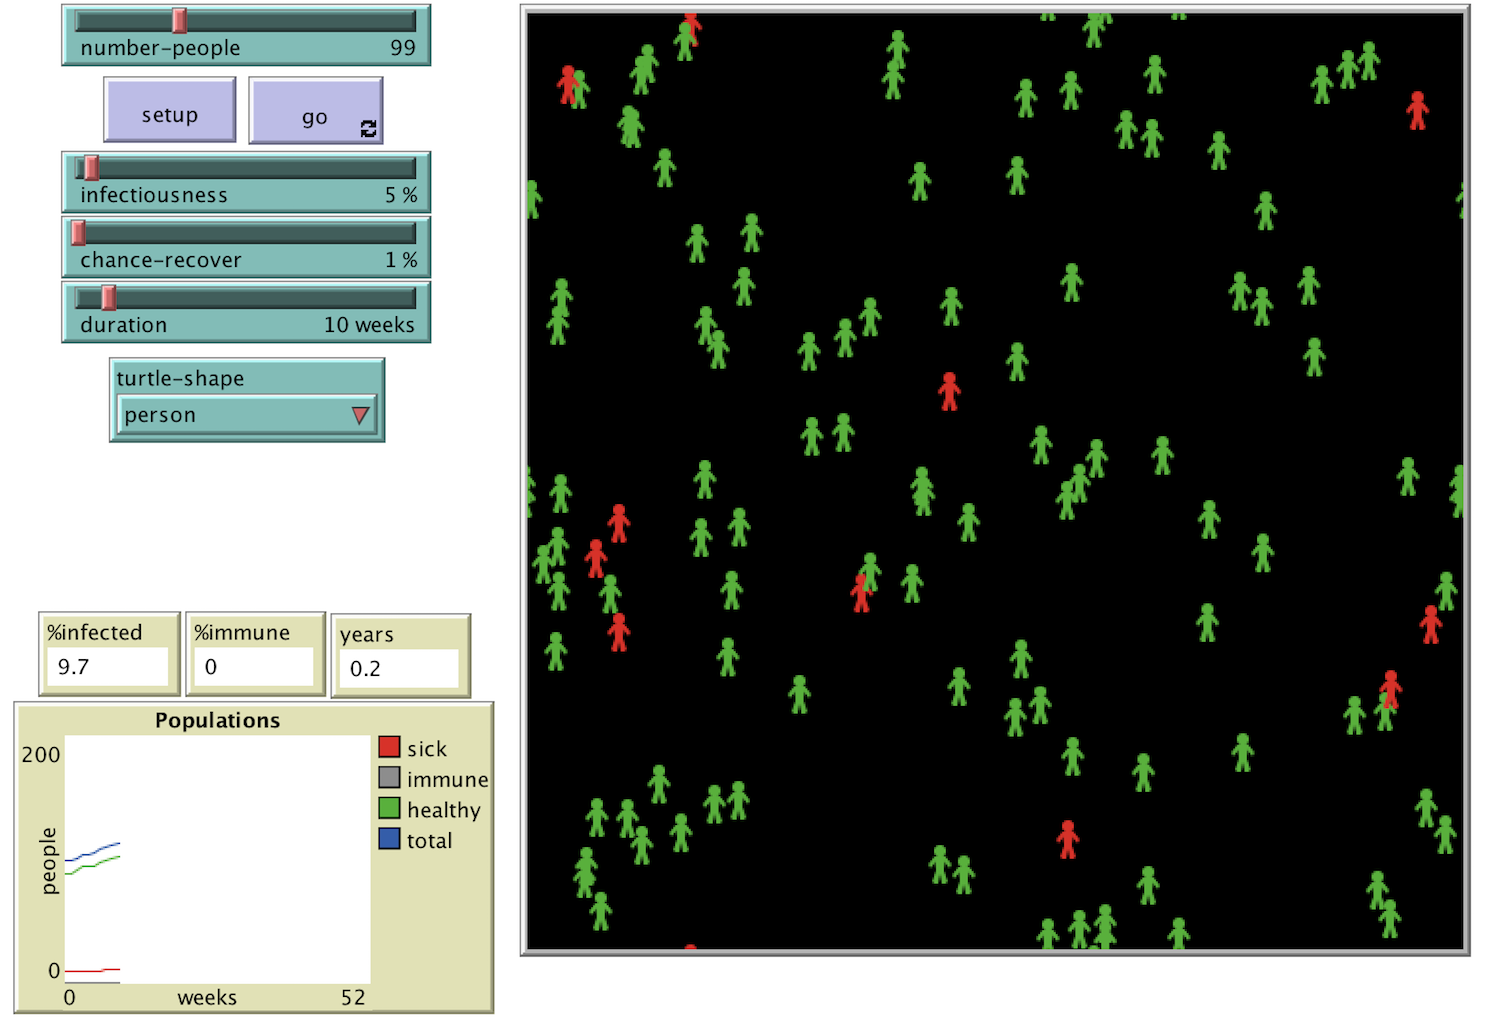 number-people 99
setup
go
infectiousness 5 %
chance-recover 1 %
duration 10 weeks
turtle-shape
person
%infected
9.7
%immune
0
years
0.2
Populations
200
0
people
0 weeks 52
sick
immune
healthy
total